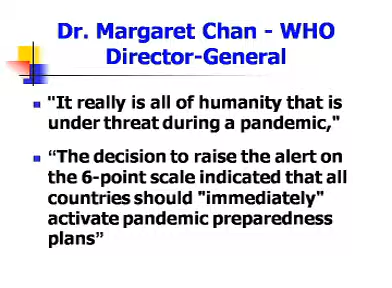 Dr. Margaret Chan - WHO
Director-General
"It really is all of humanity that is
under threat during a pandemic,"
“The decision to raise the alert on
the 6-point scale indicated that all
countries should "immediately"
activate pandemic preparedness
plans”